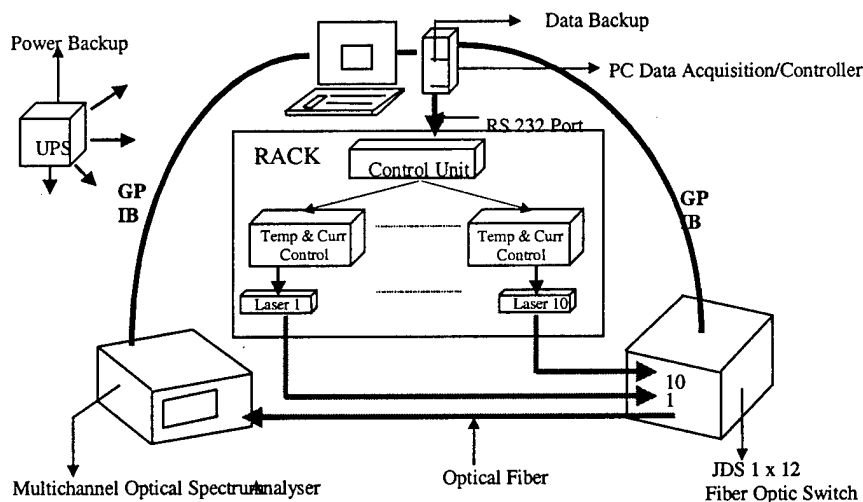 Data Backup
Power Backup
PC Data Acquisition/Controller
RS 232 Port
UPS
RACK
Control Unit
GP
IB
GP
IB
Temp & Curr
Control
Temp & Curr
Control
Laser 1
Laser 10
10
1
Multichannel Optical Spectrum Analyser
Optical Fiber
JDS 1 x 12
Fiber Optic Switch